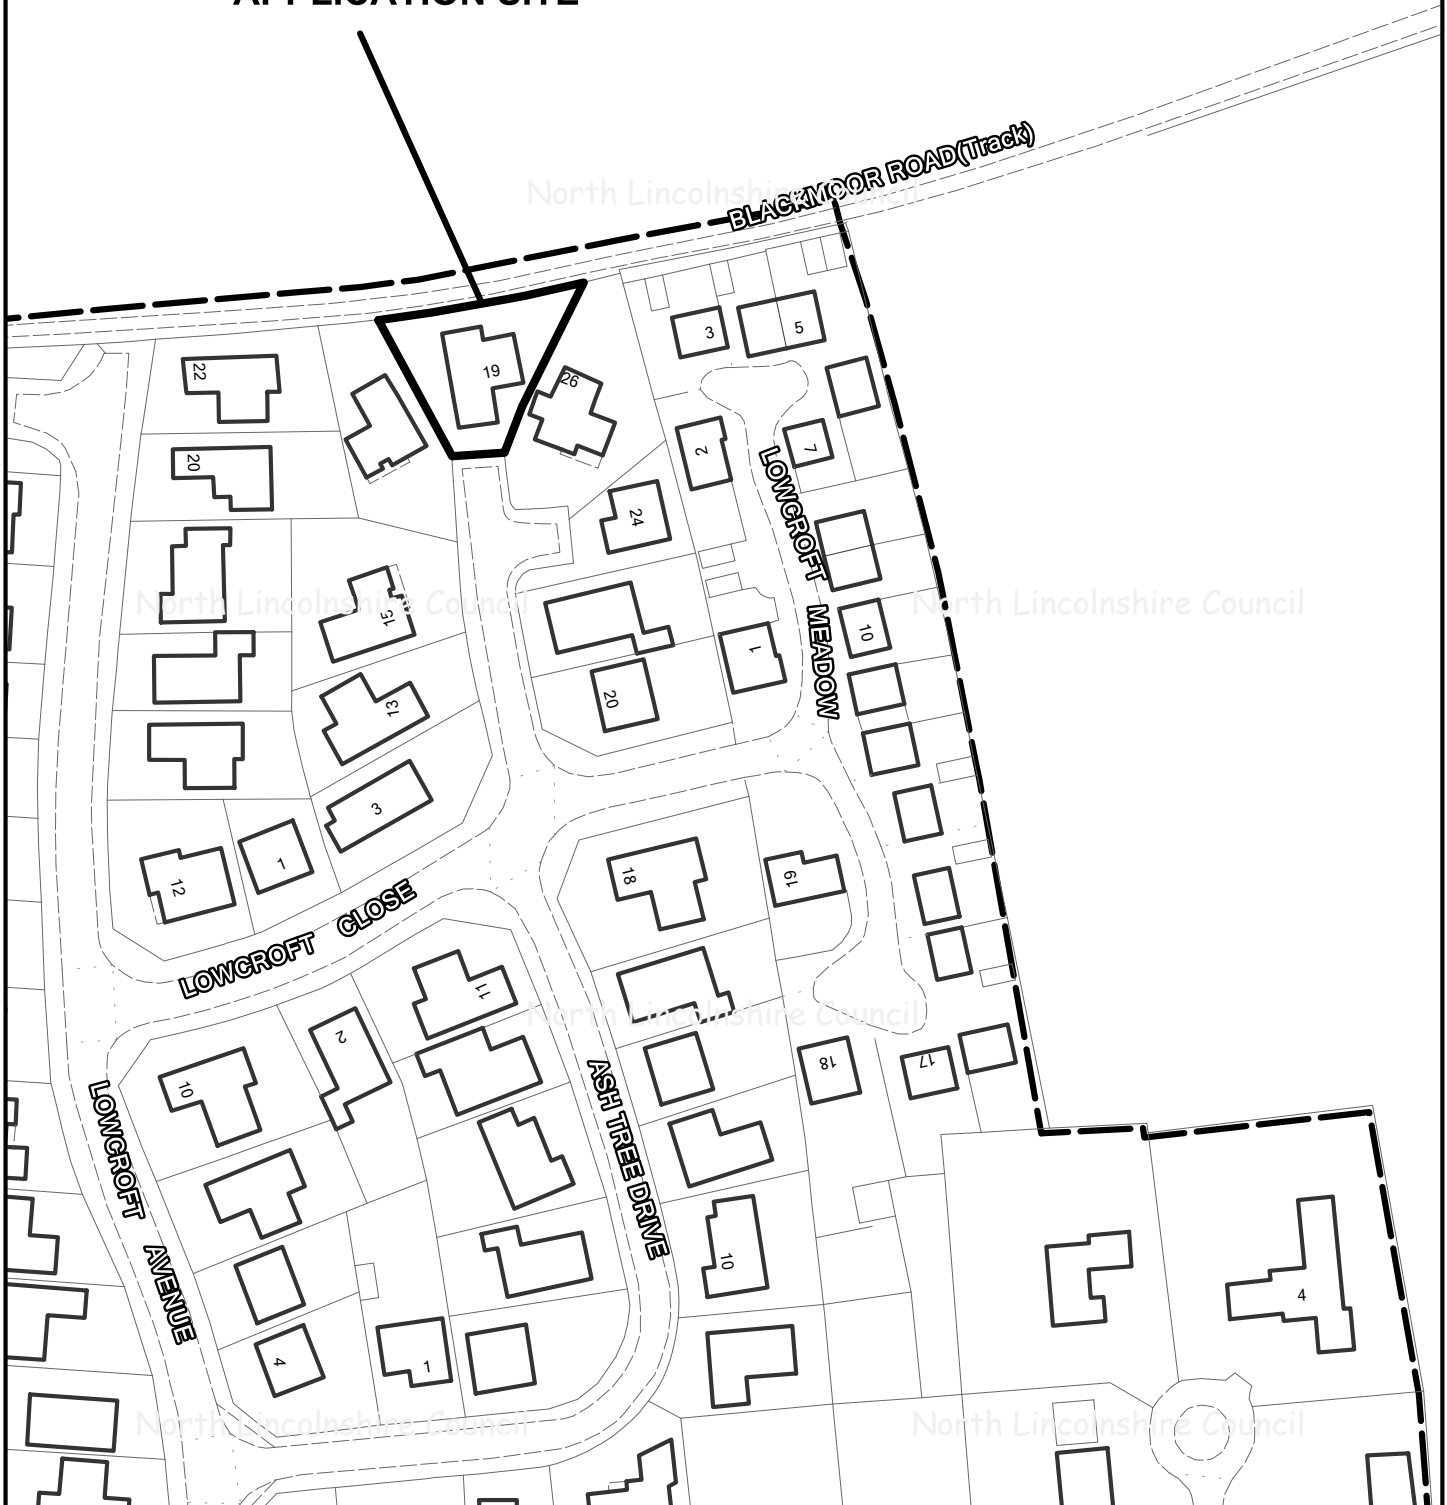 APPLICATION SITE
BLACKMOOR ROAD(Track)
North Lincolnshire Council
3
5
19
22
26
20
2
7
LOWCROFT MEADOW
24
North Lincolnshire Council
North Lincolnshire Council
15
10
1
20
13
3
1
12
18
19
LOWCROFT CLOSE
11
North Lincolnshire Council
2
10
18
17
ASH TREE DRIVE
LOWCROFT AVENUE
10
4
4
1
North Lincolnshire Council
North Lincolnshire Council